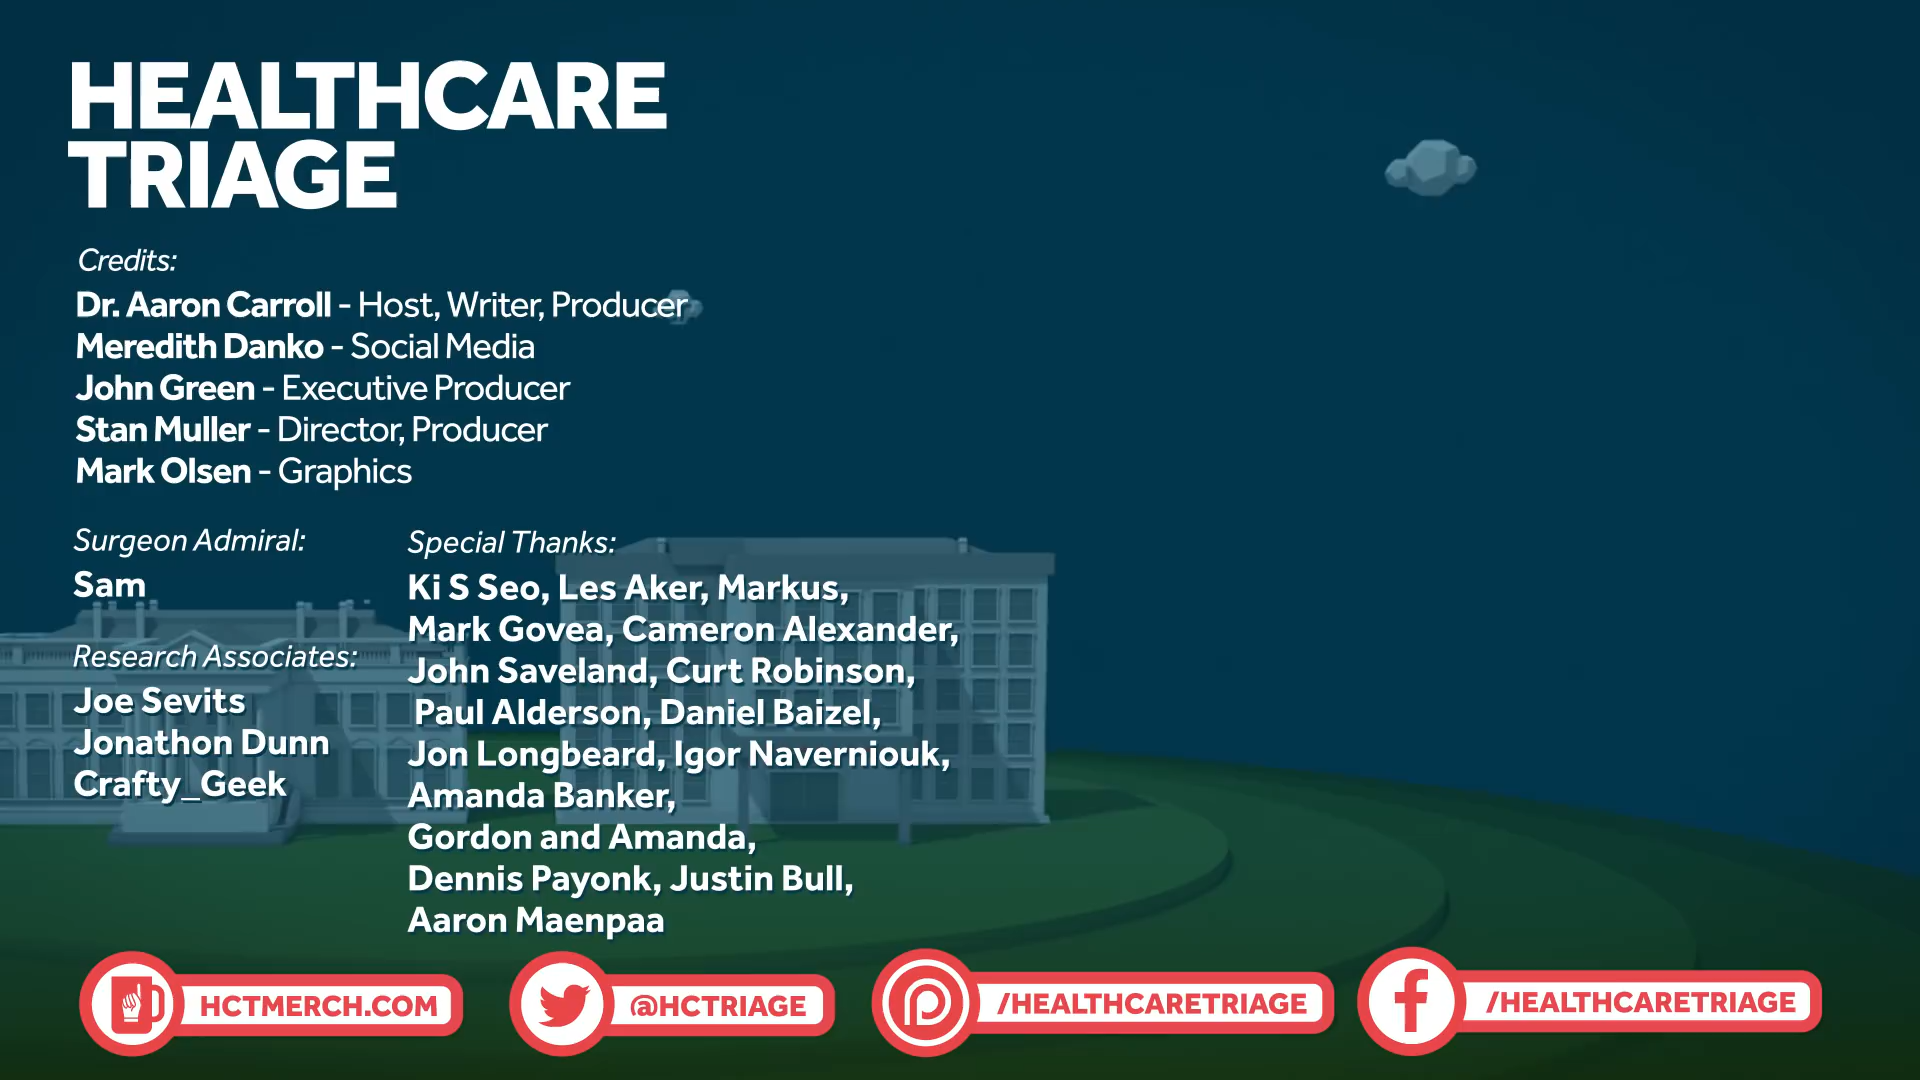 HEALTHCARE
TRIAGE
Credits:
Dr. Aaron Carroll - Host, Writer, Producer
Meredith Danko - Social Media
John Green - Executive Producer
Stan Muller - Director, Producer
Mark Olsen - Graphics
Surgeon Admiral:
Sam
Research Associates:
Joe Sevits
Jonathon Dunn
Crafty_Geek
Special Thanks:
Ki S Seo, Les Aker, Markus,
Mark Govea, Cameron Alexander,
John Saveland, Curt Robinson,
Paul Alderson, Daniel Baizel,
Jon Longbeard, Igor Naverniouk,
Amanda Banker,
Gordon and Amanda,
Dennis Payonk, Justin Bull,
Aaron Maenpaa
HCTMERCH.COM
@HCTRIAGE
/HEALTHCARETRIAGE
/HEALTHCARETRIAGE